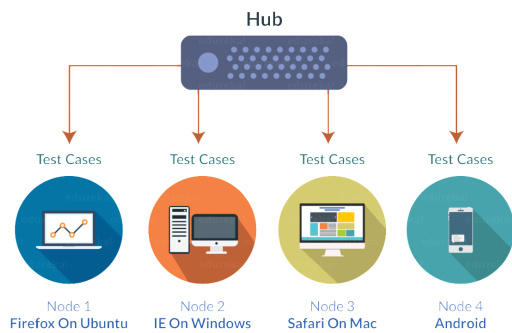 Hub
Test Cases
Test Cases
Test Cases
Test Cases
Node 1
Firefox On Ubuntu
Node 2
IE On Windows
Node 3
Safari On Mac
Node 4
Android